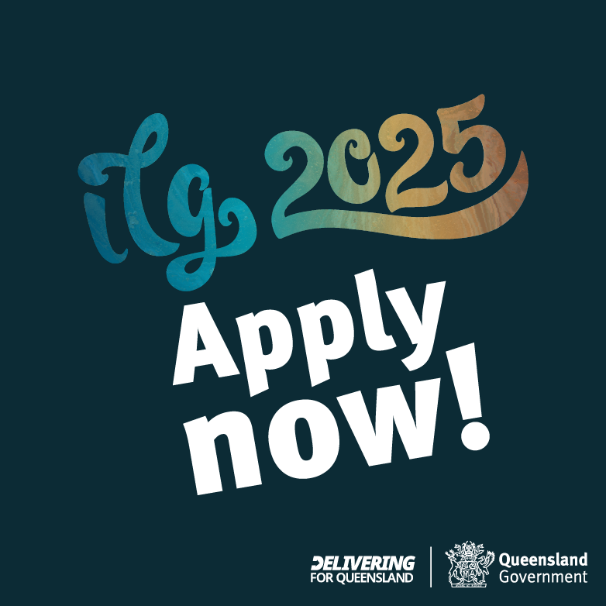 ilg 2025
Apply
now!
DELIVERING
FOR QUEENSLAND
Queensland
Government